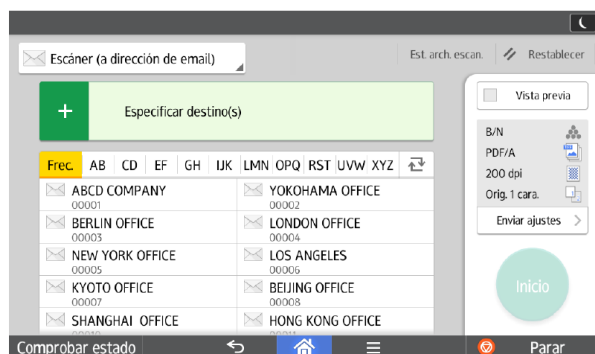 Escáner (a dirección de email)
Est. arch. escan.
Restablecer
+ Especificar destino(s)
Vista previa
B/N
PDF/A
200 dpi
Orig. 1 cara.
Enviar ajustes
Inicio
Frec. AB CD EF GH IJK LMN OPQ RST UVW XYZ
ABCD COMPANY
00001
YOKOHAMA OFFICE
00002
BERLIN OFFICE
00003
LONDON OFFICE
00004
NEW YORK OFFICE
00005
LOS ANGELES
00006
KYOTO OFFICE
00007
BEIJING OFFICE
00008
SHANGHAI OFFICE
HONG KONG OFFICE
Comprobar estado
Parar